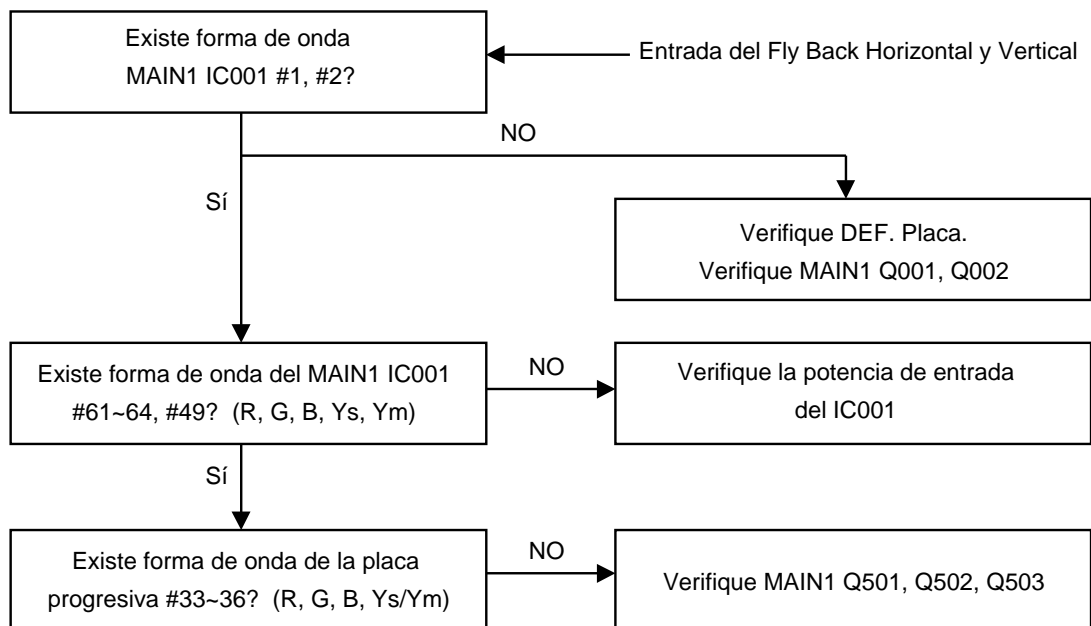 Existe forma de onda
MAIN1 IC001 #1, #2?
Entrada del Fly Back Horizontal y Vertical
NO
Sí
Verifique DEF. Placa.
Verifique MAIN1 Q001, Q002
Existe forma de onda del MAIN1 IC001
#61~64, #49?  (R, G, B, Ys, Ym)
NO
Verifique la potencia de entrada
del IC001
Sí
Existe forma de onda de la placa
progresiva #33~36?  (R, G, B, Ys/Ym)
NO
Verifique MAIN1 Q501, Q502, Q503